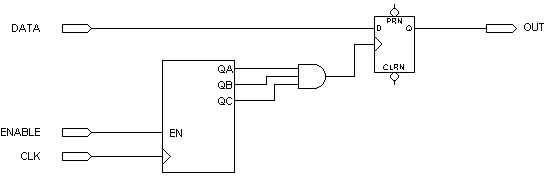 DATA
PRN
D
Q
CLRN
OUT
QA
QB
QC
ENABLE
EN
CLK